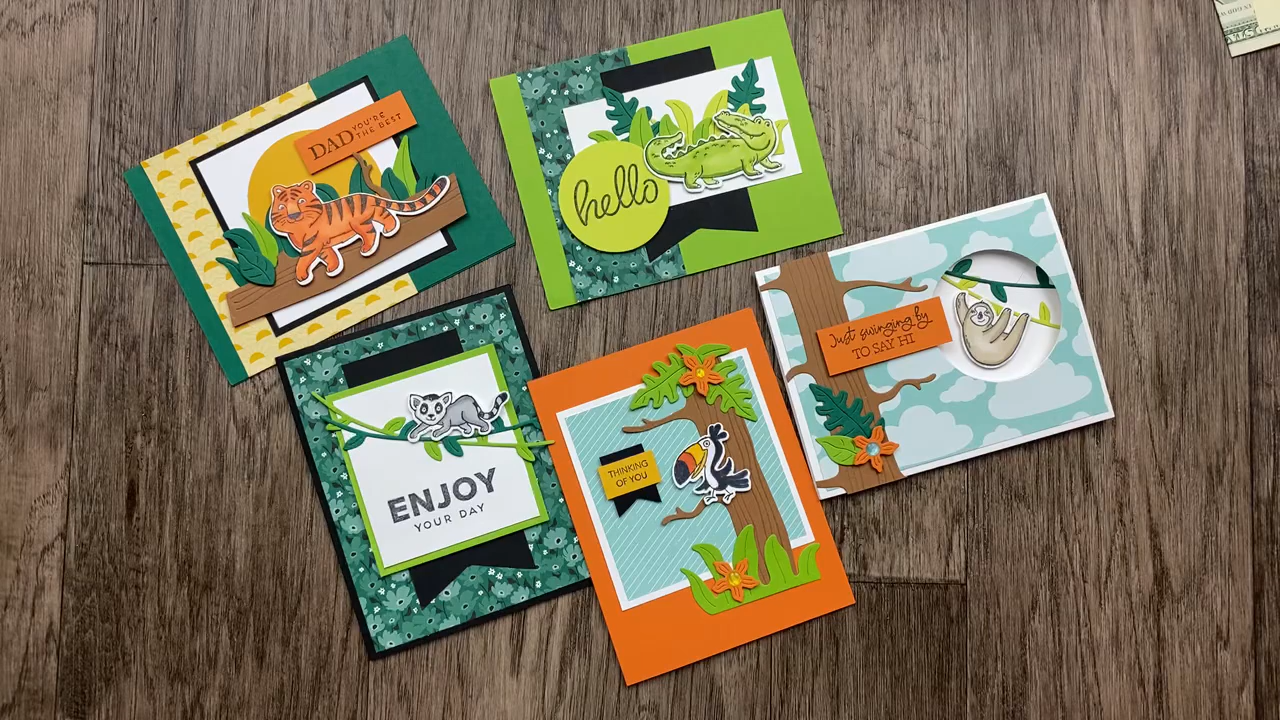 DAD YOU'RE
THE BEST
hello
Just swinging by
TO SAY HI
ENJOY
YOUR DAY
THINKING
OF YOU